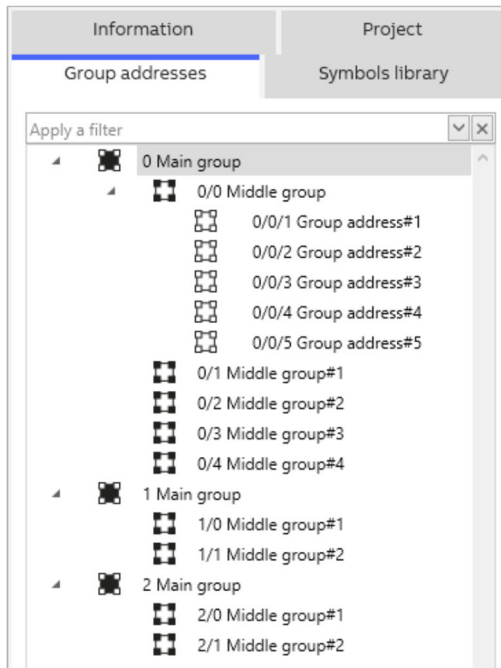 Information Project
Group addresses Symbols library
Apply a filter
0 Main group
0/0 Middle group
0/0/1 Group address#1
0/0/2 Group address#2
0/0/3 Group address#3
0/0/4 Group address#4
0/0/5 Group address#5
0/1 Middle group#1
0/2 Middle group#2
0/3 Middle group#3
0/4 Middle group#4
1 Main group
1/0 Middle group#1
1/1 Middle group#2
2 Main group
2/0 Middle group#1
2/1 Middle group#2